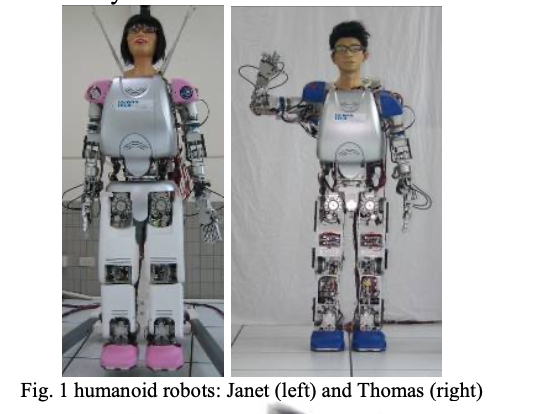 Fig. 1 humanoid robots: Janet (left) and Thomas (right)